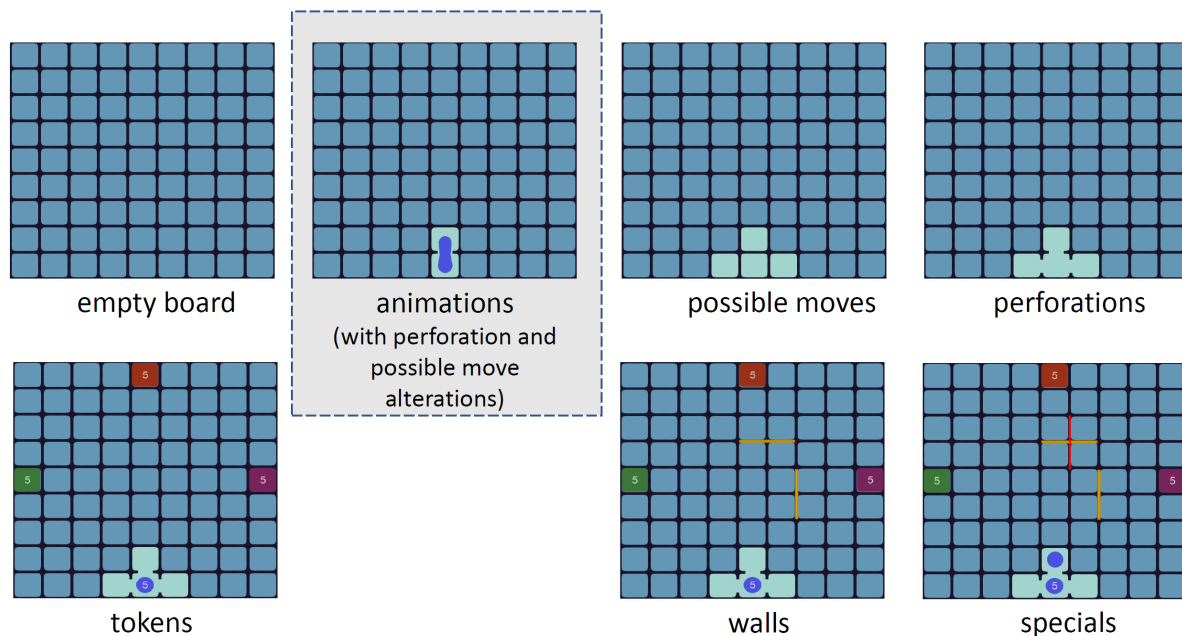 empty board
animations
(with perforation and
possible move
alterations)
possible moves
perforations
5
5
5
5
tokens
5
5
5
5
walls
5
5
5
5
specials